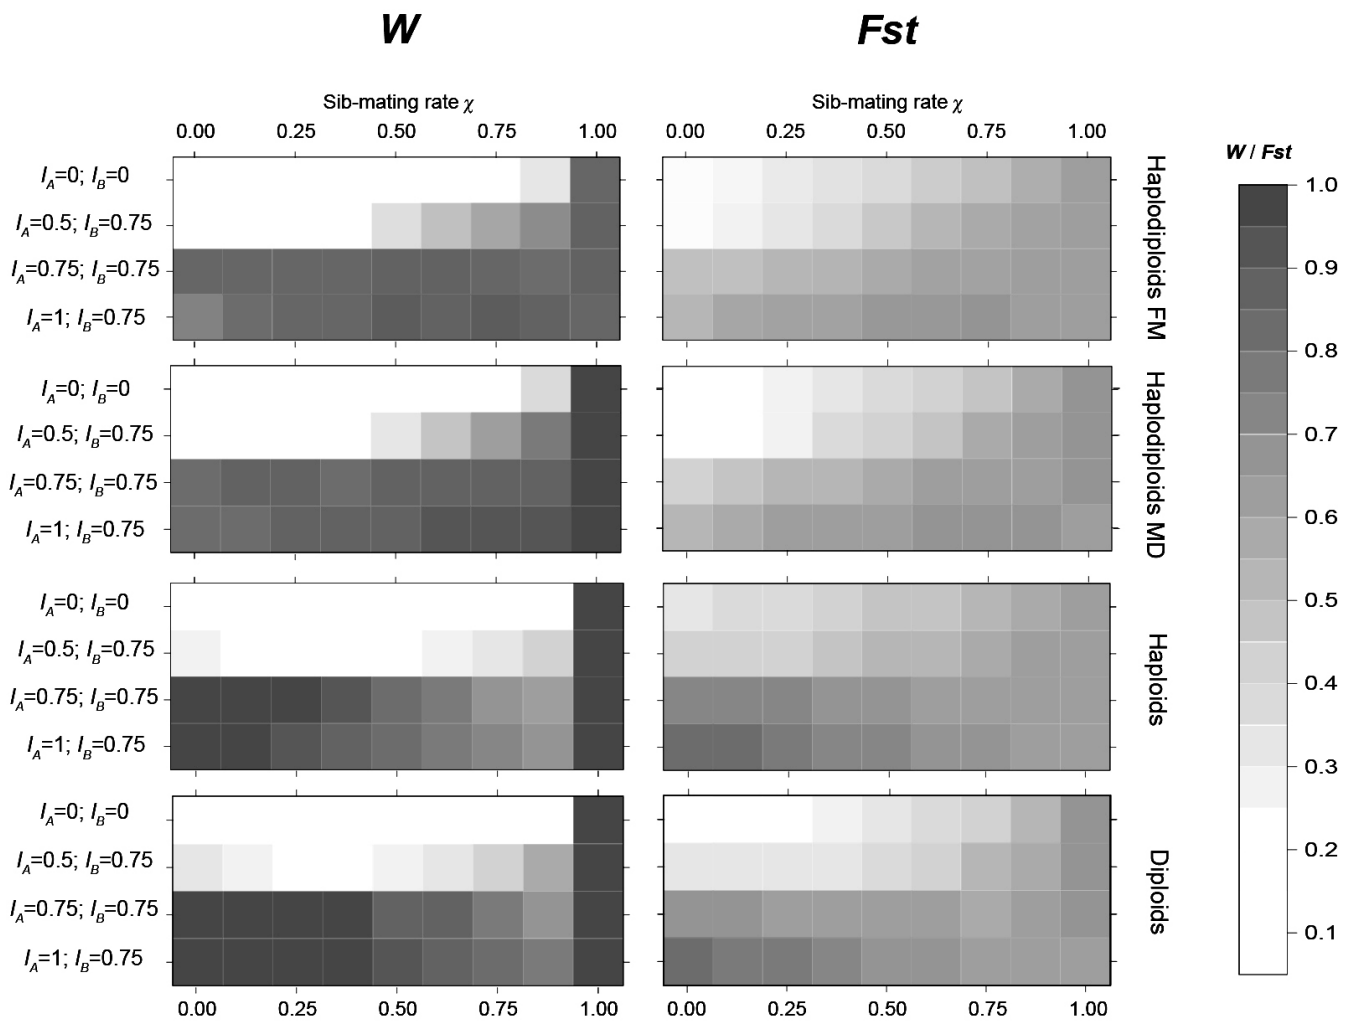 W Fst
Sib-mating rate χ Sib-mating rate χ
0.00 0.25 0.50 0.75 1.00 0.00 0.25 0.50 0.75 1.00
W / Fst
I_A=0; I_B=0
I_A=0.5; I_B=0.75
I_A=0.75; I_B=0.75
I_A=1; I_B=0.75
Haplodiploids FM
I_A=0; I_B=0
I_A=0.5; I_B=0.75
I_A=0.75; I_B=0.75
I_A=1; I_B=0.75
Haplodiploids MD
I_A=0; I_B=0
I_A=0.5; I_B=0.75
I_A=0.75; I_B=0.75
I_A=1; I_B=0.75
Haploids
I_A=0; I_B=0
I_A=0.5; I_B=0.75
I_A=0.75; I_B=0.75
I_A=1; I_B=0.75
Diploids
0.00 0.25 0.50 0.75 1.00 0.00 0.25 0.50 0.75 1.00
1.0
0.9
0.8
0.7
0.6
0.5
0.4
0.3
0.2
0.1